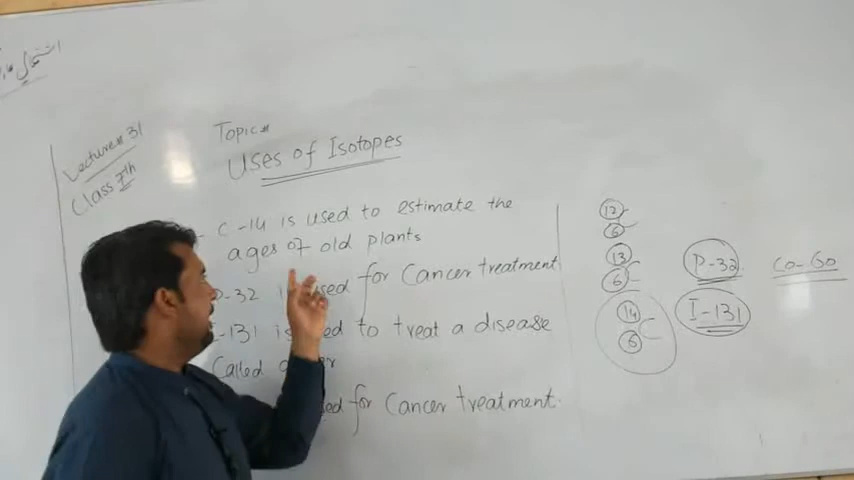 Lecture# 31
Class 7th
Topic#
Uses of Isotopes
C-14 is used to estimate the
ages of old plants
P-32 for Cancer treatment
I-131 to treat a disease
Called
for Cancer treatment.
12
6
13
6 C
14
6 C
P-32
I-131
Co-60